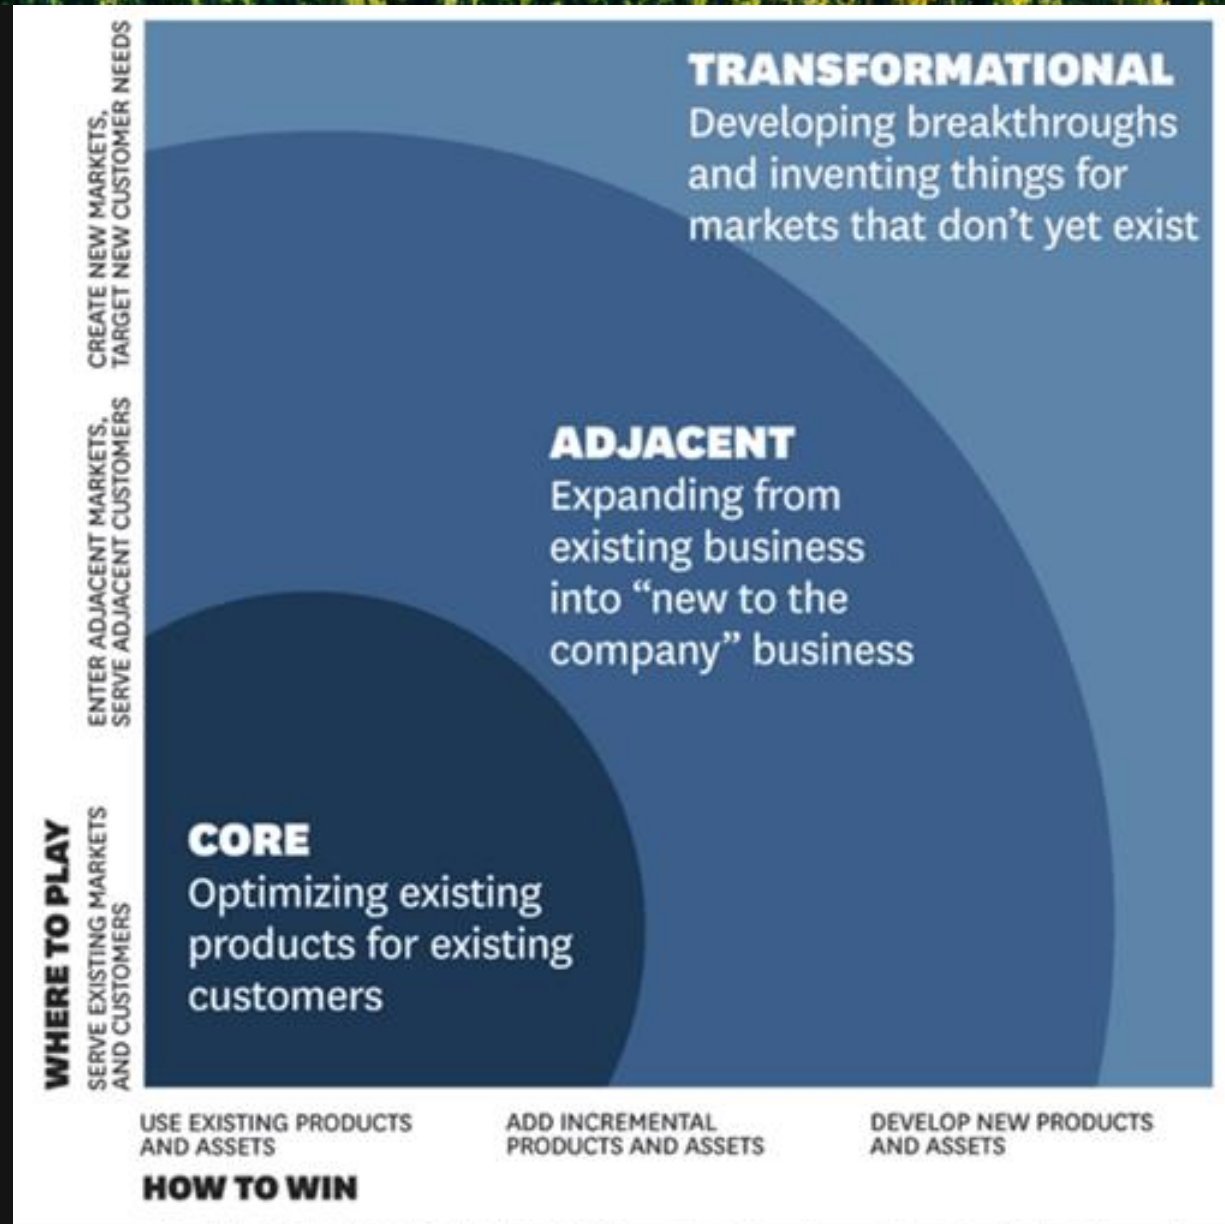 TRANSFORMATIONAL
Developing breakthroughs
and inventing things for
markets that don’t yet exist
ADJACENT
Expanding from
existing business
into “new to the
company” business
CORE
Optimizing existing
products for existing
customers
WHERE TO PLAY
CREATE NEW MARKETS,
TARGET NEW CUSTOMER NEEDS
ENTER ADJACENT MARKETS,
SERVE ADJACENT CUSTOMERS
SERVE EXISTING MARKETS
AND CUSTOMERS
USE EXISTING PRODUCTS
AND ASSETS
ADD INCREMENTAL
PRODUCTS AND ASSETS
DEVELOP NEW PRODUCTS
AND ASSETS
HOW TO WIN